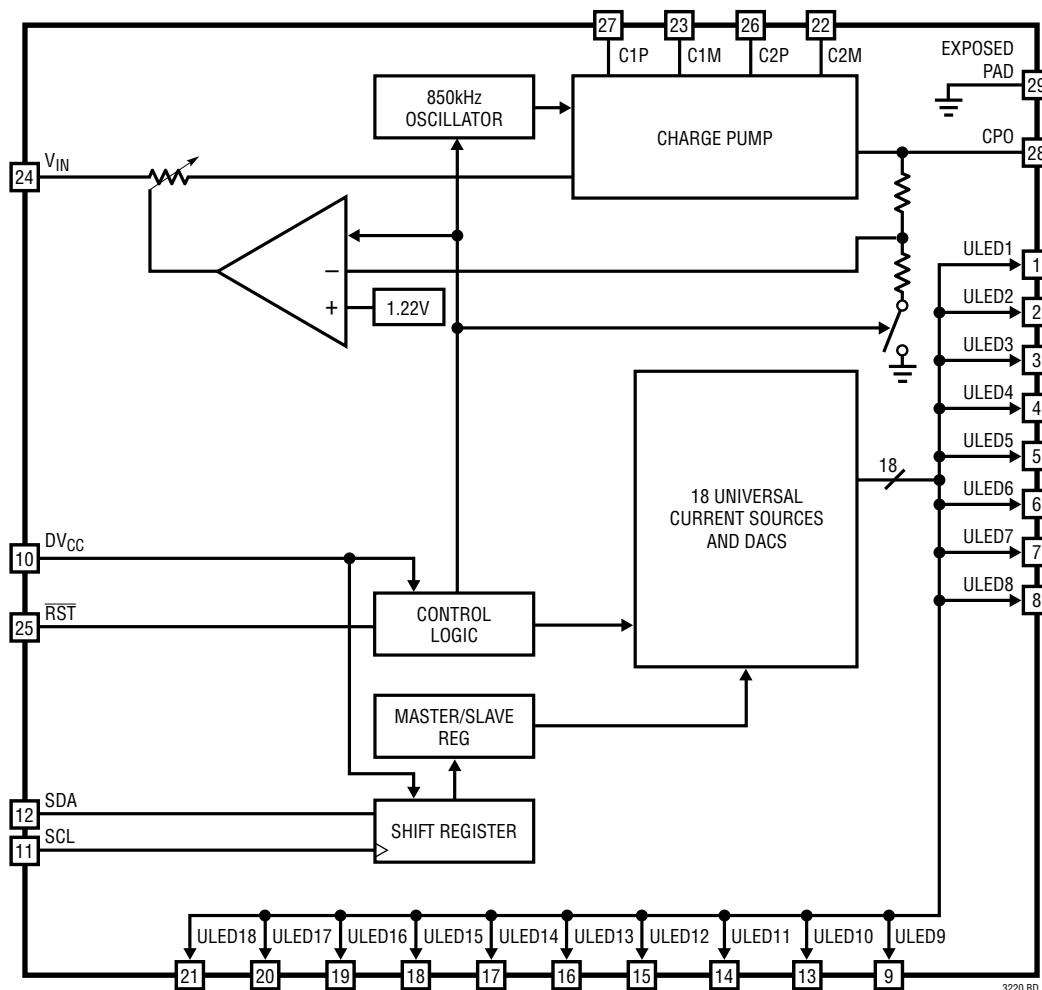 27 23 26 22
C1P C1M C2P C2M
EXPOSED
PAD
29
850kHz
OSCILLATOR
CHARGE PUMP
CPO
28
VIN
24
ULED1
1
−
+
1.22V
ULED2
2
ULED3
3
ULED4
4
ULED5
5
18
ULED6
6
18 UNIVERSAL
CURRENT SOURCES
AND DACS
ULED7
7
DVCC
10
ULED8
8
RST
25
CONTROL
LOGIC
MASTER/SLAVE
REG
SDA
12
SCL
11
SHIFT REGISTER
ULED18 ULED17 ULED16 ULED15 ULED14 ULED13 ULED12 ULED11 ULED10 ULED9
21 20 19 18 17 16 15 14 13 9
3220 BD